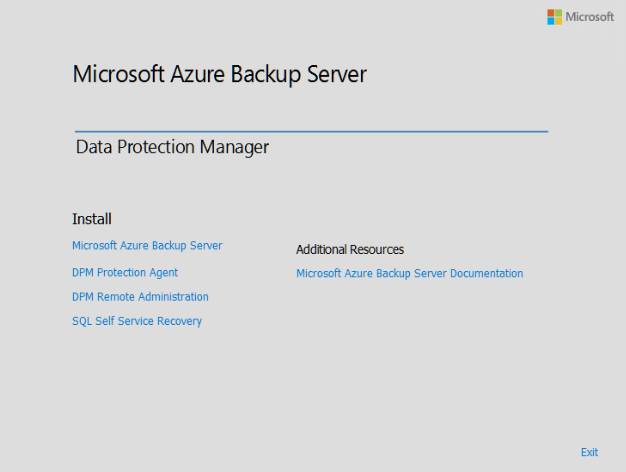 Microsoft
Microsoft Azure Backup Server
Data Protection Manager
Install
Microsoft Azure Backup Server
DPM Protection Agent
DPM Remote Administration
SQL Self Service Recovery
Additional Resources
Microsoft Azure Backup Server Documentation
Exit